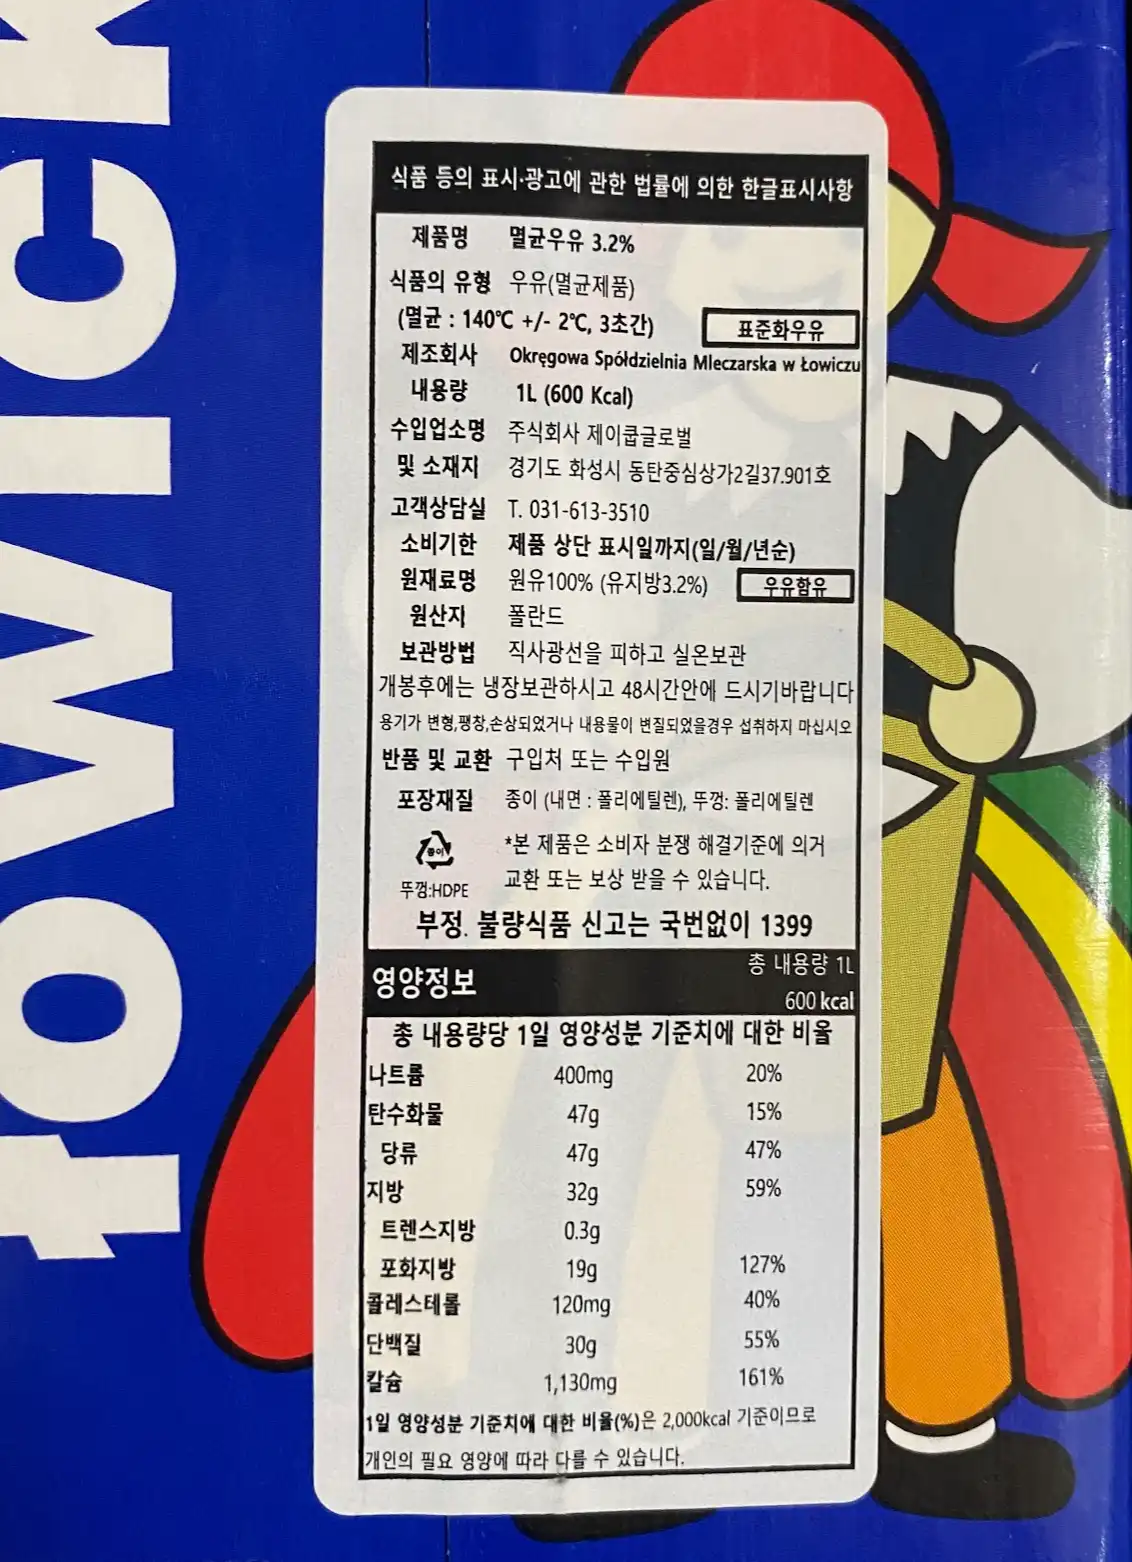 Łowick
식품 등의 표시·광고에 관한 법률에 의한 한글표시사항
제품명 멸균우유 3.2%
식품의 유형 우유(멸균제품)
(멸균 : 140℃ +/- 2℃, 3초간) 표준화우유
제조회사 Okręgowa Spółdzielnia Mleczarska w Łowiczu
내용량 1L (600 Kcal)
수입업소명 주식회사 제이쿱글로벌
및 소재지 경기도 화성시 동탄중심상가2길37.901호
고객상담실 T. 031-613-3510
소비기한 제품 상단 표시일까지(일/월/년순)
원재료명 원유100% (유지방3.2%) 우유함유
원산지 폴란드
보관방법 직사광선을 피하고 실온보관
개봉후에는 냉장보관하시고 48시간안에 드시기바랍니다
용기가 변형,팽창,손상되었거나 내용물이 변질되었을경우 섭취하지 마십시오
반품 및 교환 구입처 또는 수입원
포장재질 종이 (내면 : 폴리에틸렌), 뚜껑: 폴리에틸렌
종이 *본 제품은 소비자 분쟁 해결기준에 의거
뚜껑:HDPE 교환 또는 보상 받을 수 있습니다.
부정. 불량식품 신고는 국번없이 1399
영양정보 총 내용량 1L
600 kcal
총 내용량당 1일 영양성분 기준치에 대한 비율
나트륨 400mg 20%
탄수화물 47g 15%
당류 47g 47%
지방 32g 59%
트렌스지방 0.3g
포화지방 19g 127%
콜레스테롤 120mg 40%
단백질 30g 55%
칼슘 1,130mg 161%
1일 영양성분 기준치에 대한 비율(%)은 2,000kcal 기준이므로
개인의 필요 영양에 따라 다를 수 있습니다.